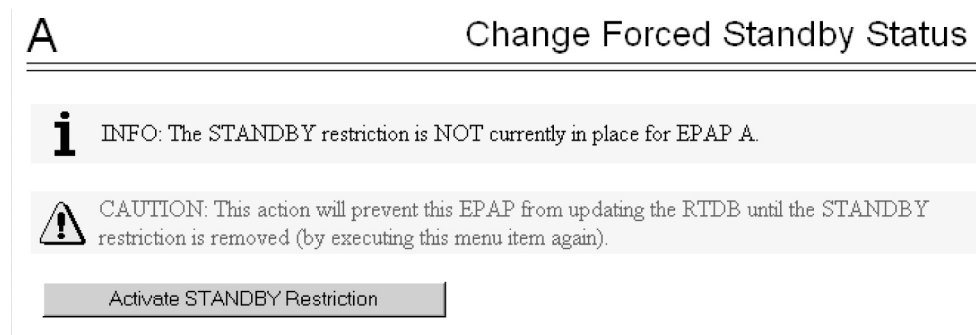 A
Change Forced Standby Status
INFO: The STANDBY restriction is NOT currently in place for EPAP A.
CAUTION: This action will prevent this EPAP from updating the RTDB until the STANDBY
restriction is removed (by executing this menu item again).
Activate STANDBY Restriction